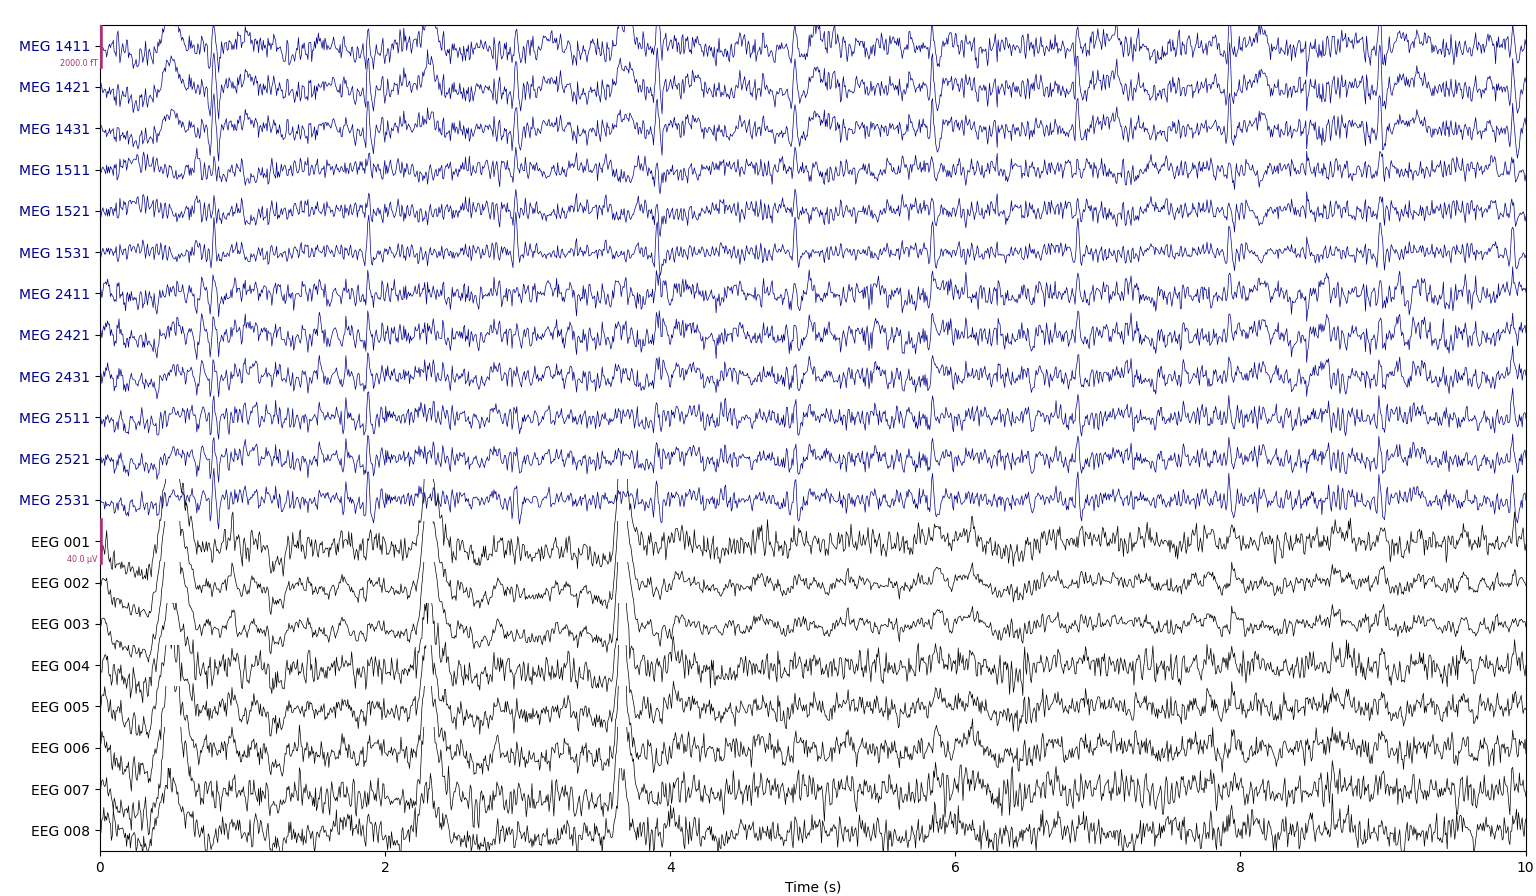 MEG 1411
2000.0 fT
MEG 1421
MEG 1431
MEG 1511
MEG 1521
MEG 1531
MEG 2411
MEG 2421
MEG 2431
MEG 2511
MEG 2521
MEG 2531
EEG 001
40.0 µV
EEG 002
EEG 003
EEG 004
EEG 005
EEG 006
EEG 007
EEG 008
0 2 4 6 8 10
Time (s)